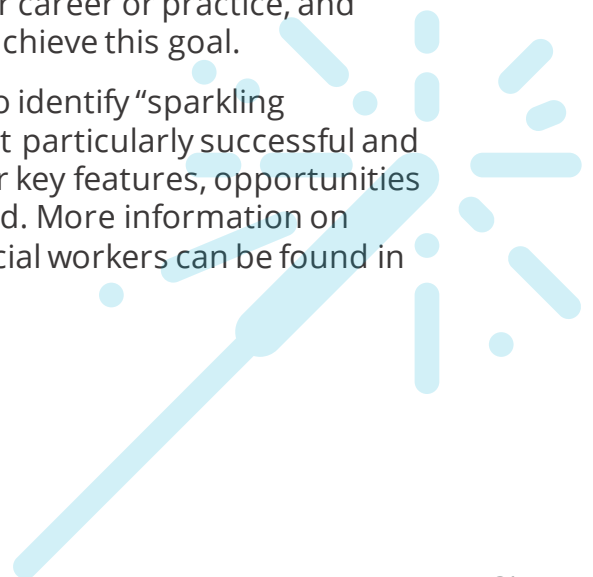 career or practice, and
chieve this goal.
identify “sparkling
particularly successful and
key features, opportunities
d. More information on
cial workers can be found in